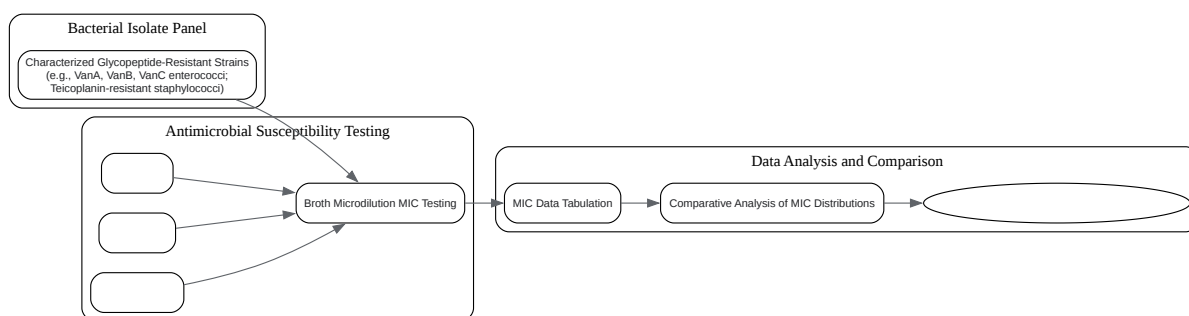 Bacterial Isolate Panel
Characterized Glycopeptide-Resistant Strains
(e.g., VanA, VanB, VanC enterococci;
Teicoplanin-resistant staphylococci)
Antimicrobial Susceptibility Testing
Broth Microdilution MIC Testing
Data Analysis and Comparison
MIC Data Tabulation
Comparative Analysis of MIC Distributions